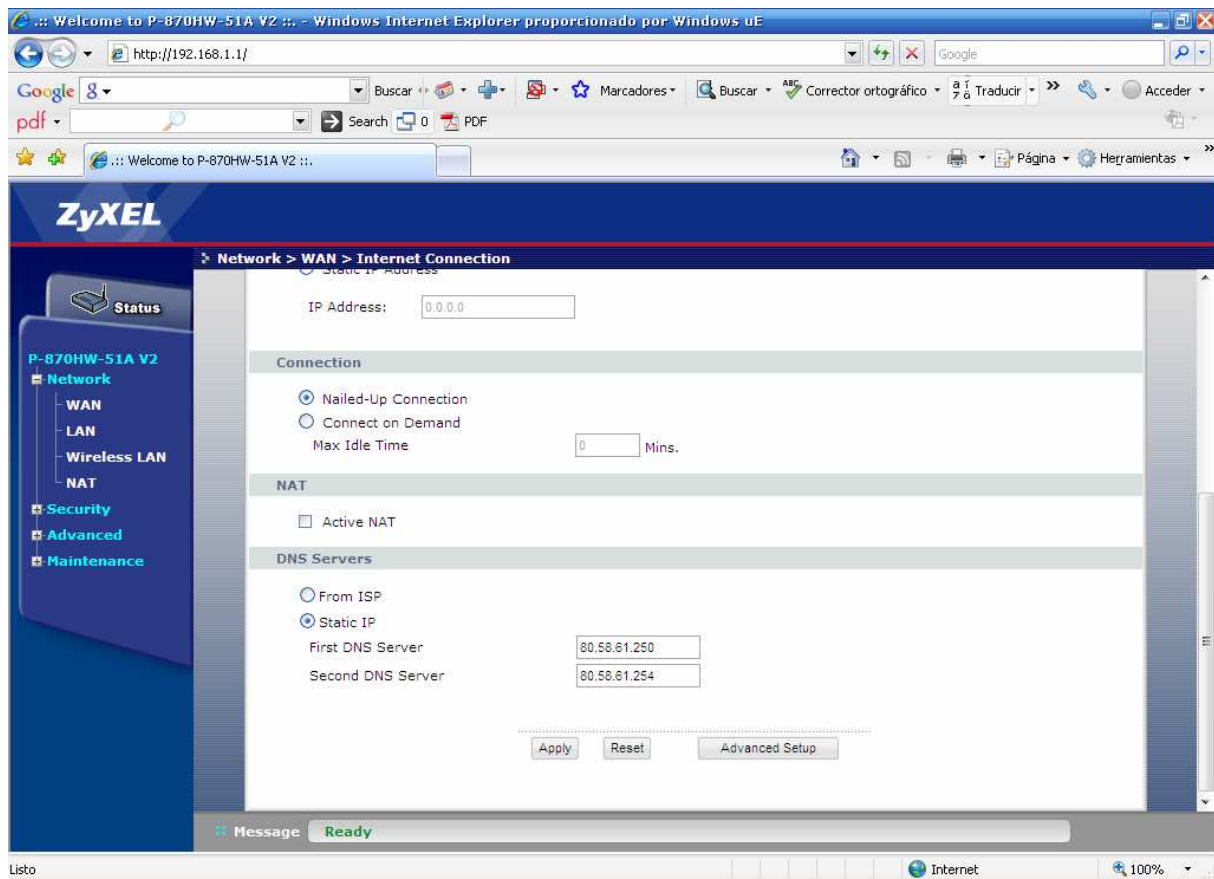 .:: Welcome to P-870HW-51A V2 ::. - Windows Internet Explorer proporcionado por Windows uE
http://192.168.1.1/
Google
Google Buscar Marcadores Buscar ABC Corrector ortográfico Traducir » Acceder
pdf Search 0 PDF
.:: Welcome to P-870HW-51A V2 ::. Página Herramientas »
ZyXEL
Network > WAN > Internet Connection
Status
P-870HW-51A V2
Network
WAN
LAN
Wireless LAN
NAT
Security
Advanced
Maintenance
Static IP Address
IP Address: 0.0.0.0
Connection
Nailed-Up Connection
Connect on Demand
Max Idle Time 0 Mins.
NAT
Active NAT
DNS Servers
From ISP
Static IP
First DNS Server 80.58.61.250
Second DNS Server 80.58.61.254
Apply Reset Advanced Setup
Message Ready
Listo Internet 100%